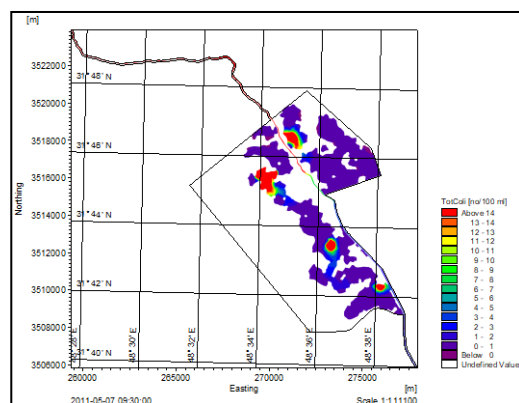 [m]
3522000
3520000
3518000
3516000
3514000
3512000
3510000
3508000
3506000
Northing
31°48' N
31°46' N
31°44' N
31°42' N
31°40' N
48°28' E
48°30' E
48°32' E
48°34' E
48°36' E
48°38' E
260000
265000
270000
275000
[m]
Easting
2011-05-07 09:30:00
Scale 1:111100
TotColi [no/100 ml]
Above 14
13 - 14
12 - 13
11 - 12
10 - 11
9 - 10
8 - 9
7 - 8
6 - 7
5 - 6
4 - 5
3 - 4
2 - 3
1 - 2
0 - 1
Below 0
Undefined Value